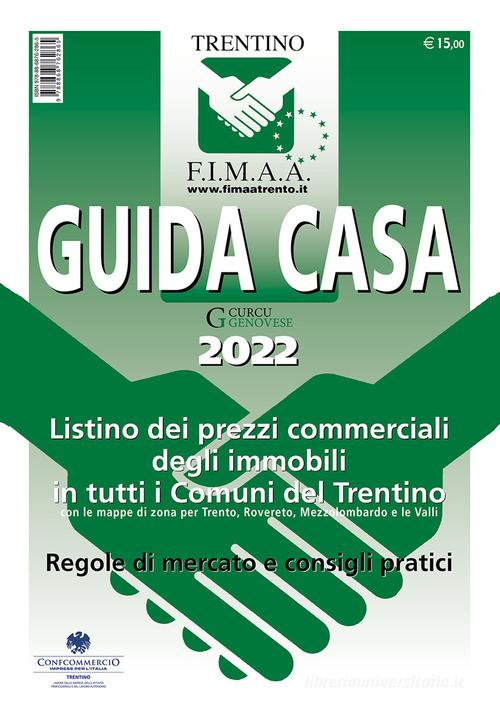 ISBN 978-88-6876-286-5
9 788868 762865
TRENTINO
€ 15,00
F.I.M.A.A.
www.fimaatrento.it
GUIDA CASA
G CURCU
GENOVESE
2022
Listino dei prezzi commerciali
degli immobili
in tutti i Comuni del Trentino
con le mappe di zona per Trento, Rovereto, Mezzolombardo e le Valli
Regole di mercato e consigli pratici
CONFCOMMERCIO
IMPRESE PER L'ITALIA
TRENTINO
UNIONE DELLE IMPRESE, DELLE ATTIVITÀ
PROFESSIONALI E DEL LAVORO AUTONOMO
libreriauniversitaria.it